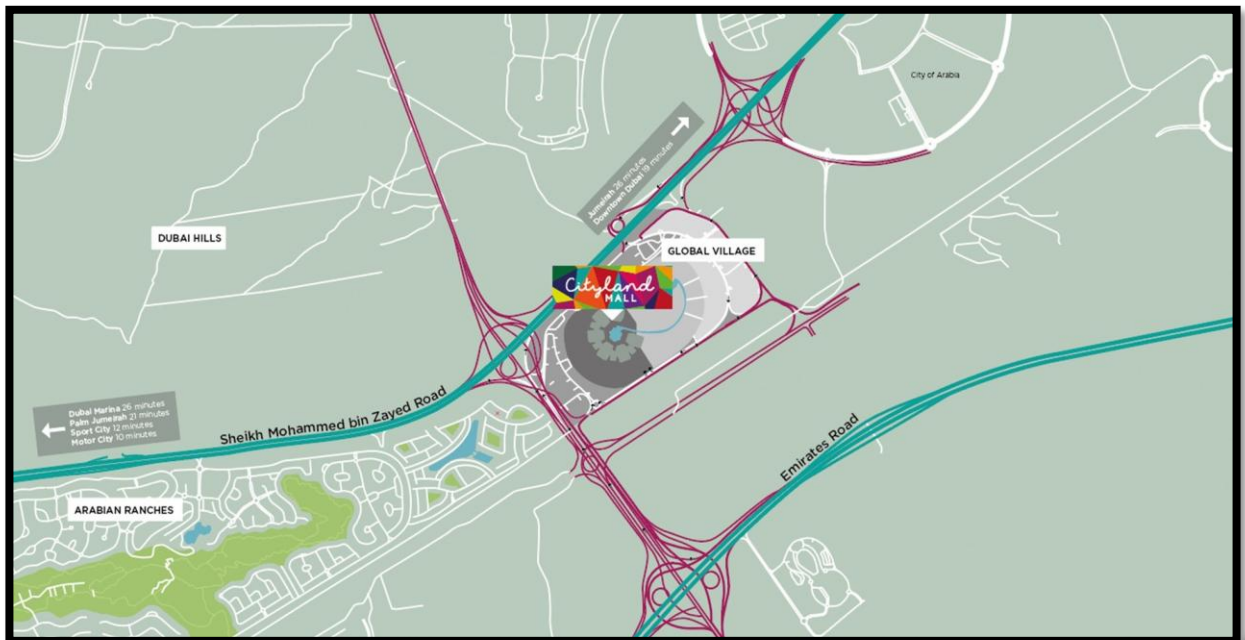 City of Arabia
Jumeirah 26 minutes
Downtown Dubai 19 minutes
DUBAI HILLS
GLOBAL VILLAGE
Cityland
MALL
Dubai Marina 26 minutes
Palm Jumeirah 21 minutes
Sport City 12 minutes
Motor City 10 minutes
Sheikh Mohammed bin Zayed Road
Emirates Road
ARABIAN RANCHES